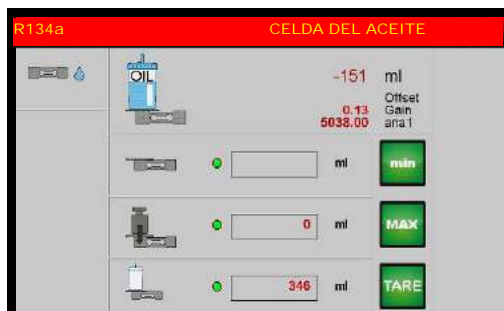 R134a CELDA DEL ACEITE
OIL
-151 ml
Offset
0.13 Gain
5038.00 ana1
ml min
0 ml MAX
346 ml TARE